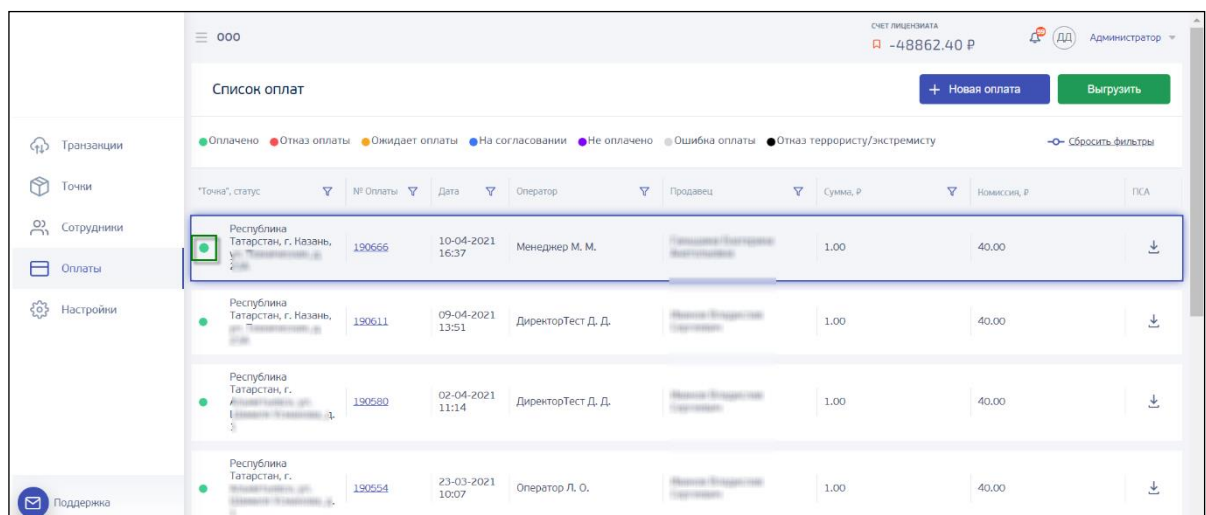 ООО
СЧЕТ ЛИЦЕНЗИАТА
-48862.40 ₽
59
ДД
Администратор
Список оплат
+ Новая оплата
Выгрузить
Транзакции
Точки
Сотрудники
Оплаты
Настройки
Поддержка
Оплачено Отказ оплаты Ожидает оплаты На согласовании Не оплачено Ошибка оплаты Отказ террористу/экстремисту
Сбросить фильтры
"Точка", статус № Оплаты Дата Оператор Продавец Сумма, ₽ Комиссия, ₽ ПСА
Республика
Татарстан, г. Казань,
190666
10-04-2021
16:37
Менеджер М. М.
1.00
40.00
Республика
Татарстан, г. Казань,
190611
09-04-2021
13:51
ДиректорТест Д. Д.
1.00
40.00
Республика
Татарстан, г.
190580
02-04-2021
11:14
ДиректорТест Д. Д.
1.00
40.00
Республика
Татарстан, г.
190554
23-03-2021
10:07
Оператор Л. О.
1.00
40.00